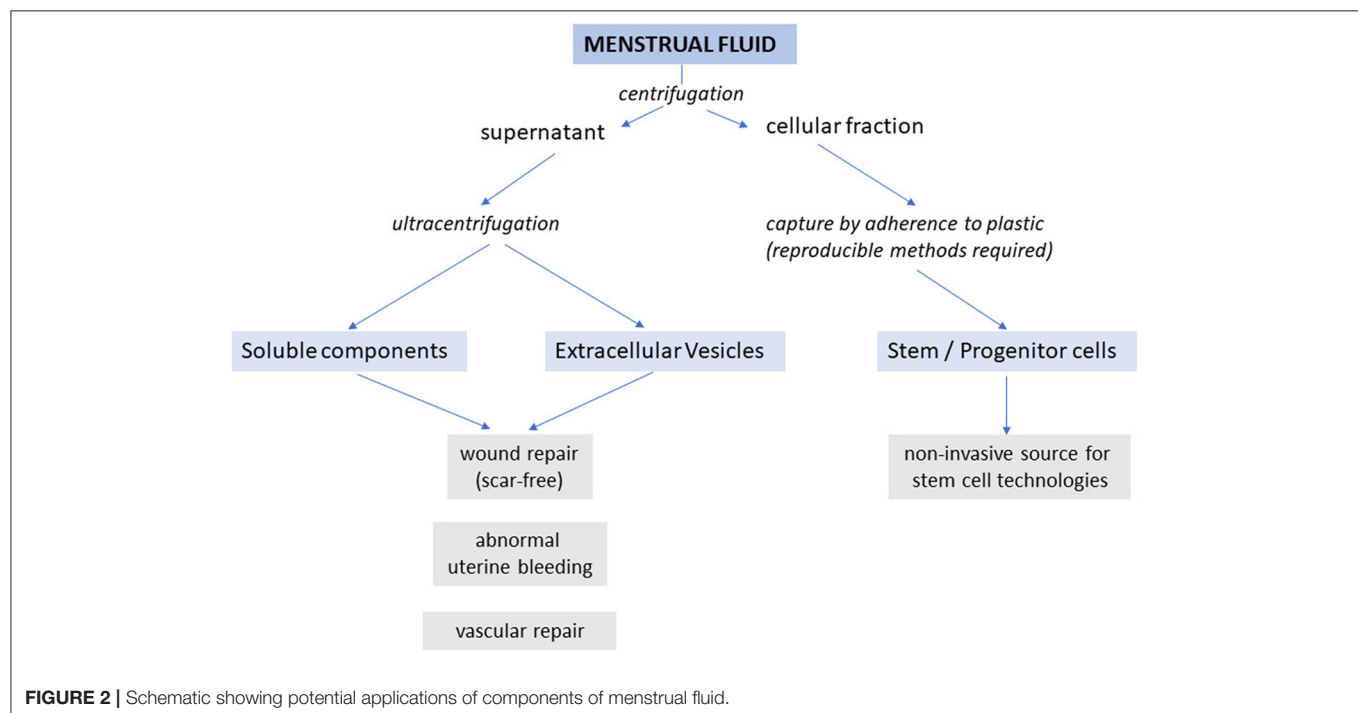 MENSTRUAL FLUID
centrifugation
supernatant
cellular fraction
ultracentrifugation
capture by adherence to plastic
(reproducible methods required)
Soluble components
Extracellular Vesicles
Stem / Progenitor cells
wound repair
(scar-free)
non-invasive source for
stem cell technologies
abnormal
uterine bleeding
vascular repair
FIGURE 2 | Schematic showing potential applications of components of menstrual fluid.